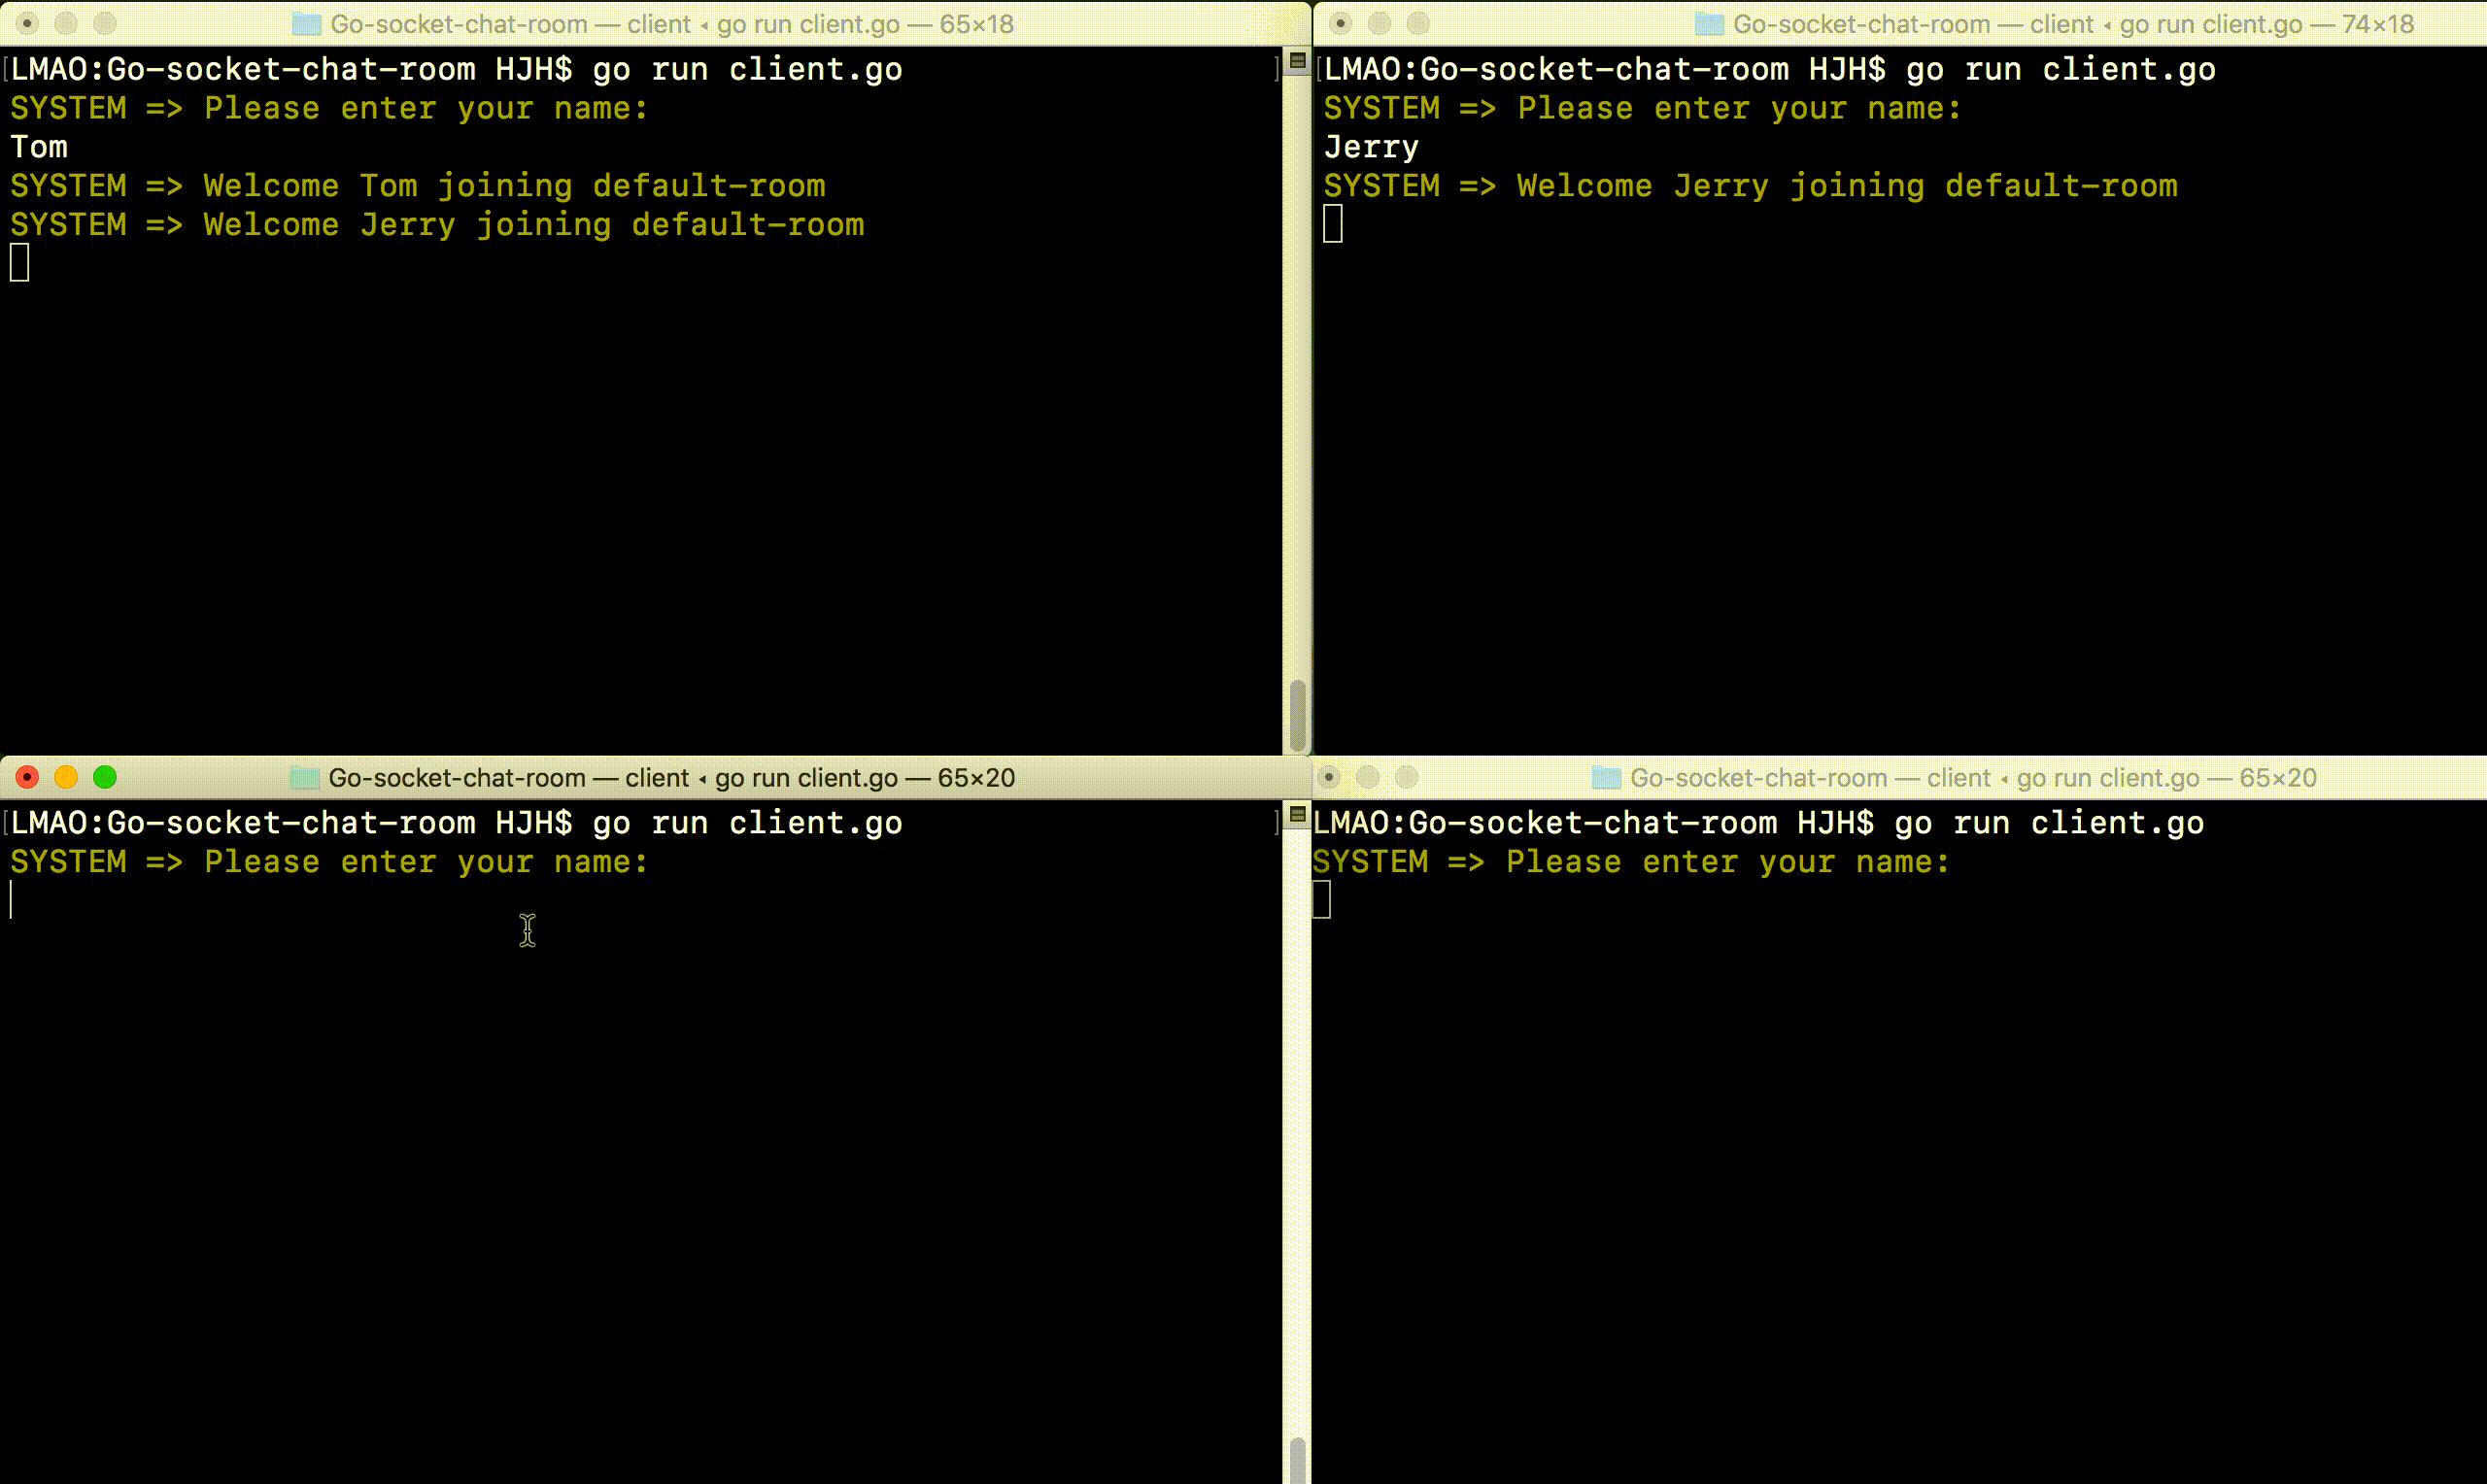 Go-socket-chat-room — client ◂ go run client.go — 65×18
[LMAO:Go-socket-chat-room HJH$ go run client.go ]
SYSTEM => Please enter your name:
Tom
SYSTEM => Welcome Tom joining default-room
SYSTEM => Welcome Jerry joining default-room
Go-socket-chat-room — client ◂ go run client.go — 74×18
[LMAO:Go-socket-chat-room HJH$ go run client.go
SYSTEM => Please enter your name:
Jerry
SYSTEM => Welcome Jerry joining default-room
Go-socket-chat-room — client ◂ go run client.go — 65×20
[LMAO:Go-socket-chat-room HJH$ go run client.go ]
SYSTEM => Please enter your name:
Go-socket-chat-room — client ◂ go run client.go — 65×20
LMAO:Go-socket-chat-room HJH$ go run client.go
SYSTEM => Please enter your name: